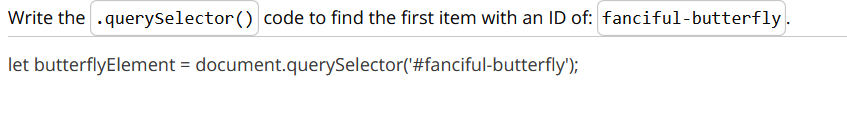 Write the .querySelector() code to find the first item with an ID of: fanciful-butterfly.
let butterflyElement = document.querySelector('#fanciful-butterfly');